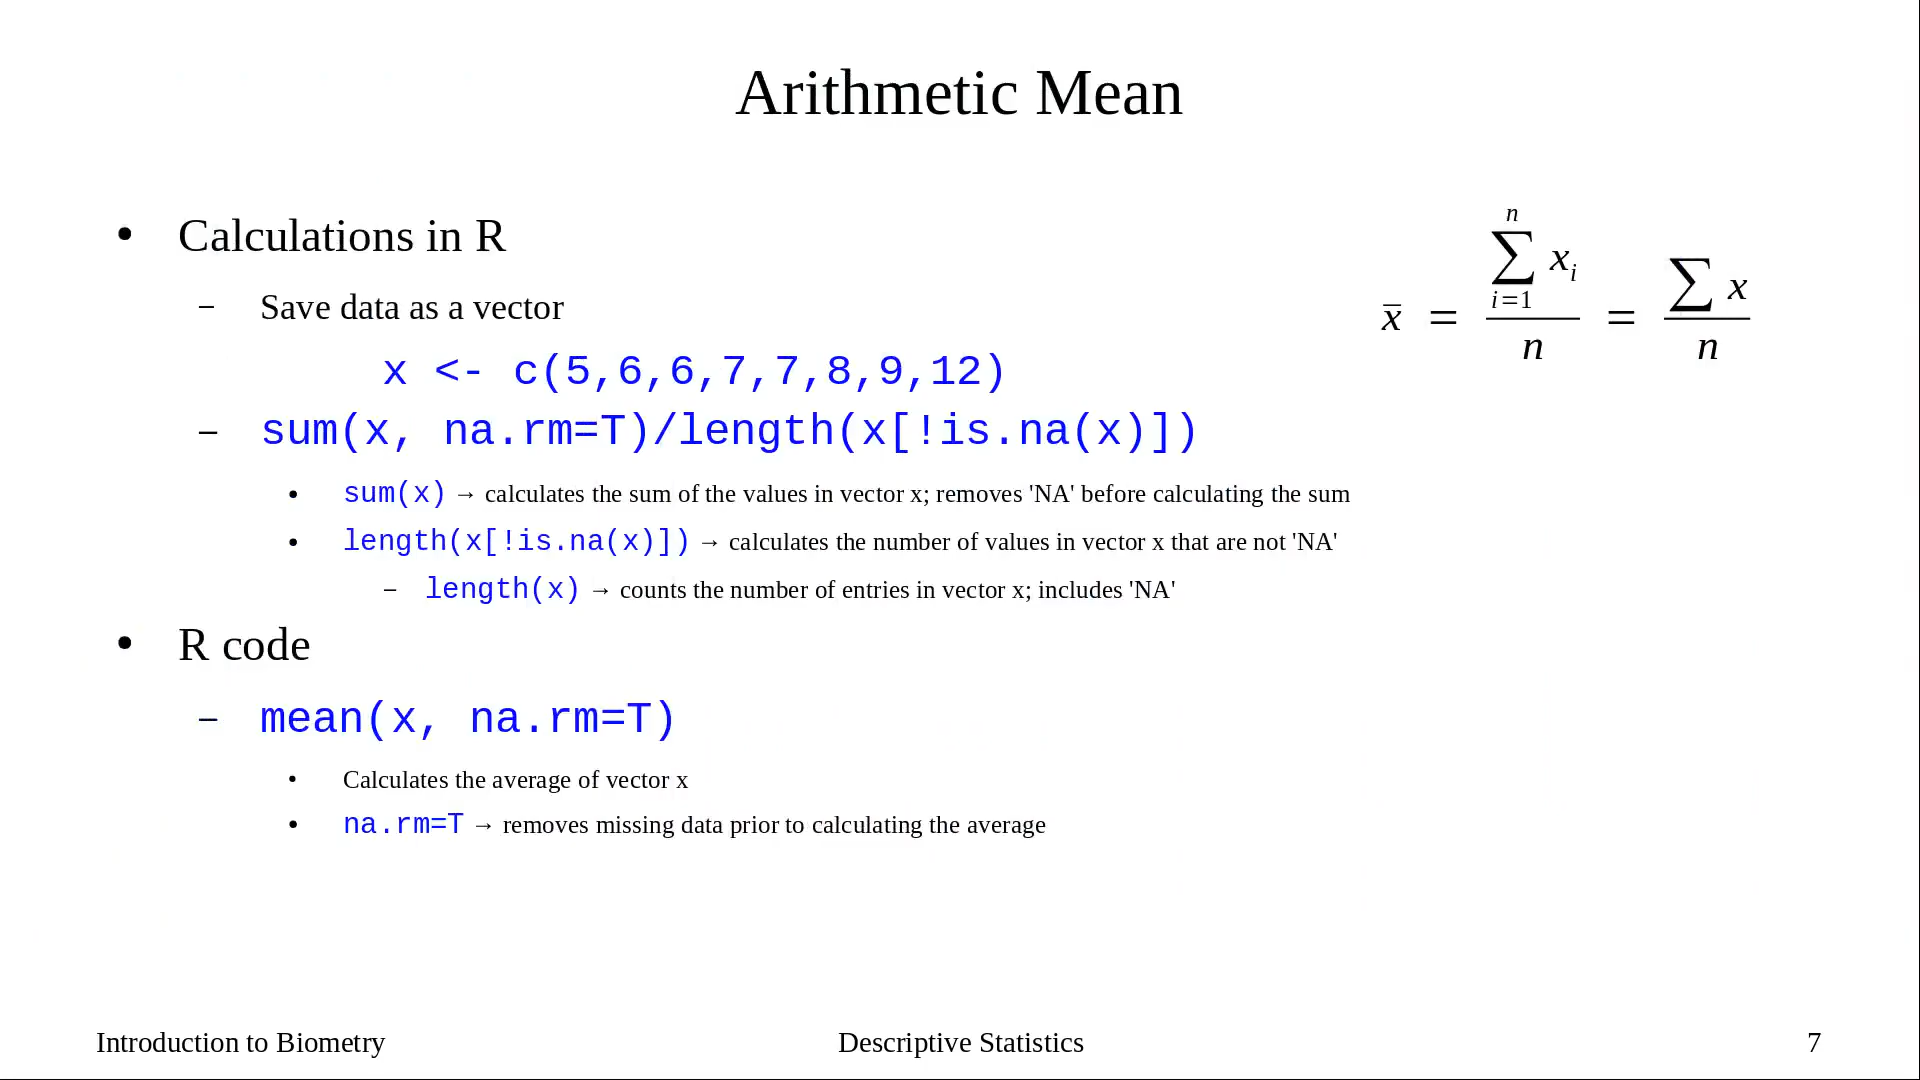 Arithmetic Mean
• Calculations in R
– Save data as a vector
x <- c(5,6,6,7,7,8,9,12)
– sum(x, na.rm=T)/length(x[!is.na(x)])
• sum(x) → calculates the sum of the values in vector x; removes 'NA' before calculating the sum
• length(x[!is.na(x)]) → calculates the number of values in vector x that are not 'NA'
– length(x) → counts the number of entries in vector x; includes 'NA'
• R code
– mean(x, na.rm=T)
• Calculates the average of vector x
• na.rm=T → removes missing data prior to calculating the average
x̅ = ∑_{i=1}^{n} x_i / n = ∑ x / n
Introduction to Biometry
Descriptive Statistics
7